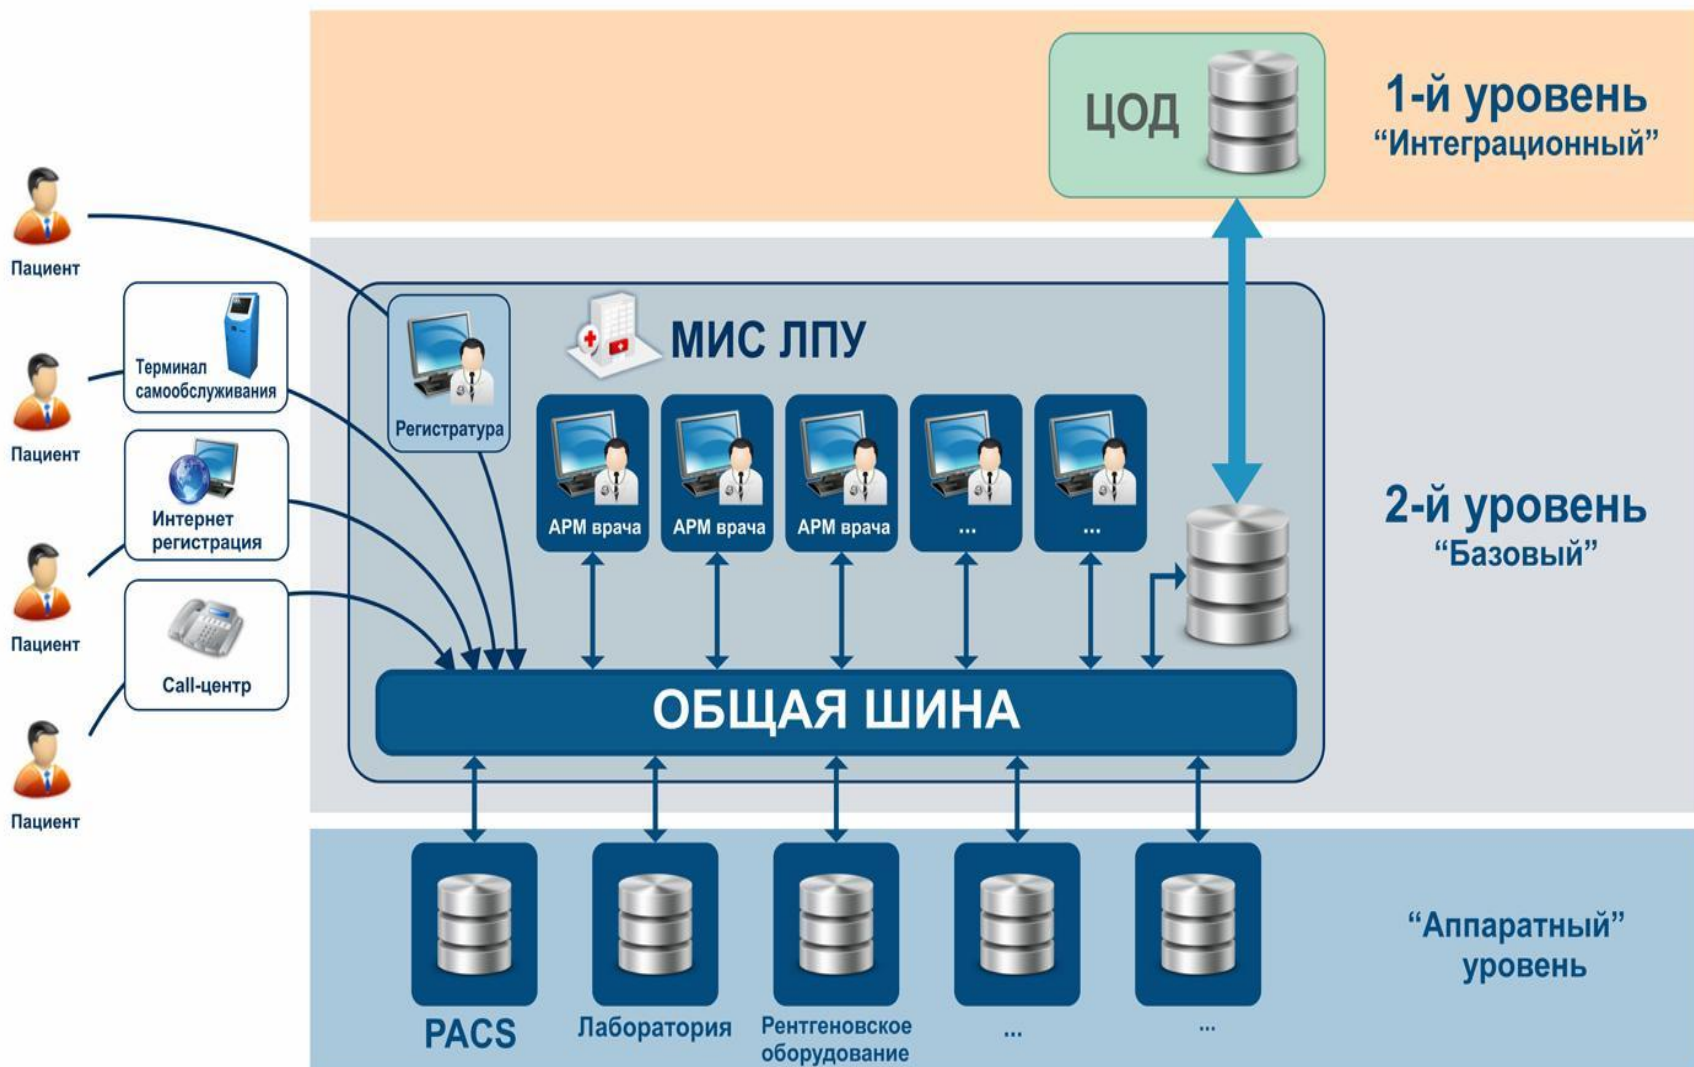 ЦОД
1-й уровень
“Интеграционный”
Пациент
Терминал
самообслуживания
Пациент
Интернет
регистрация
Пациент
Call-центр
Пациент
Регистратура
МИС ЛПУ
АРМ врача
АРМ врача
АРМ врача
...
...
2-й уровень
“Базовый”
ОБЩАЯ ШИНА
PACS
Лаборатория
Рентгеновское
оборудование
...
...
“Аппаратный”
уровень